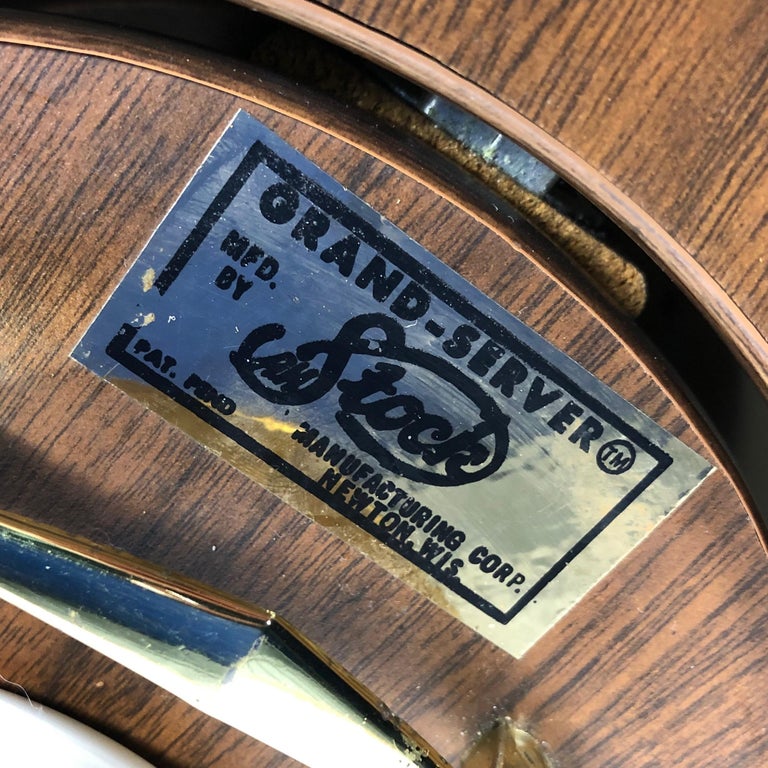 GRAND-SERVER TM
MFD.
BY
Stock
PAT. PEND
MANUFACTURING CORP.
NEWTON, WIS.